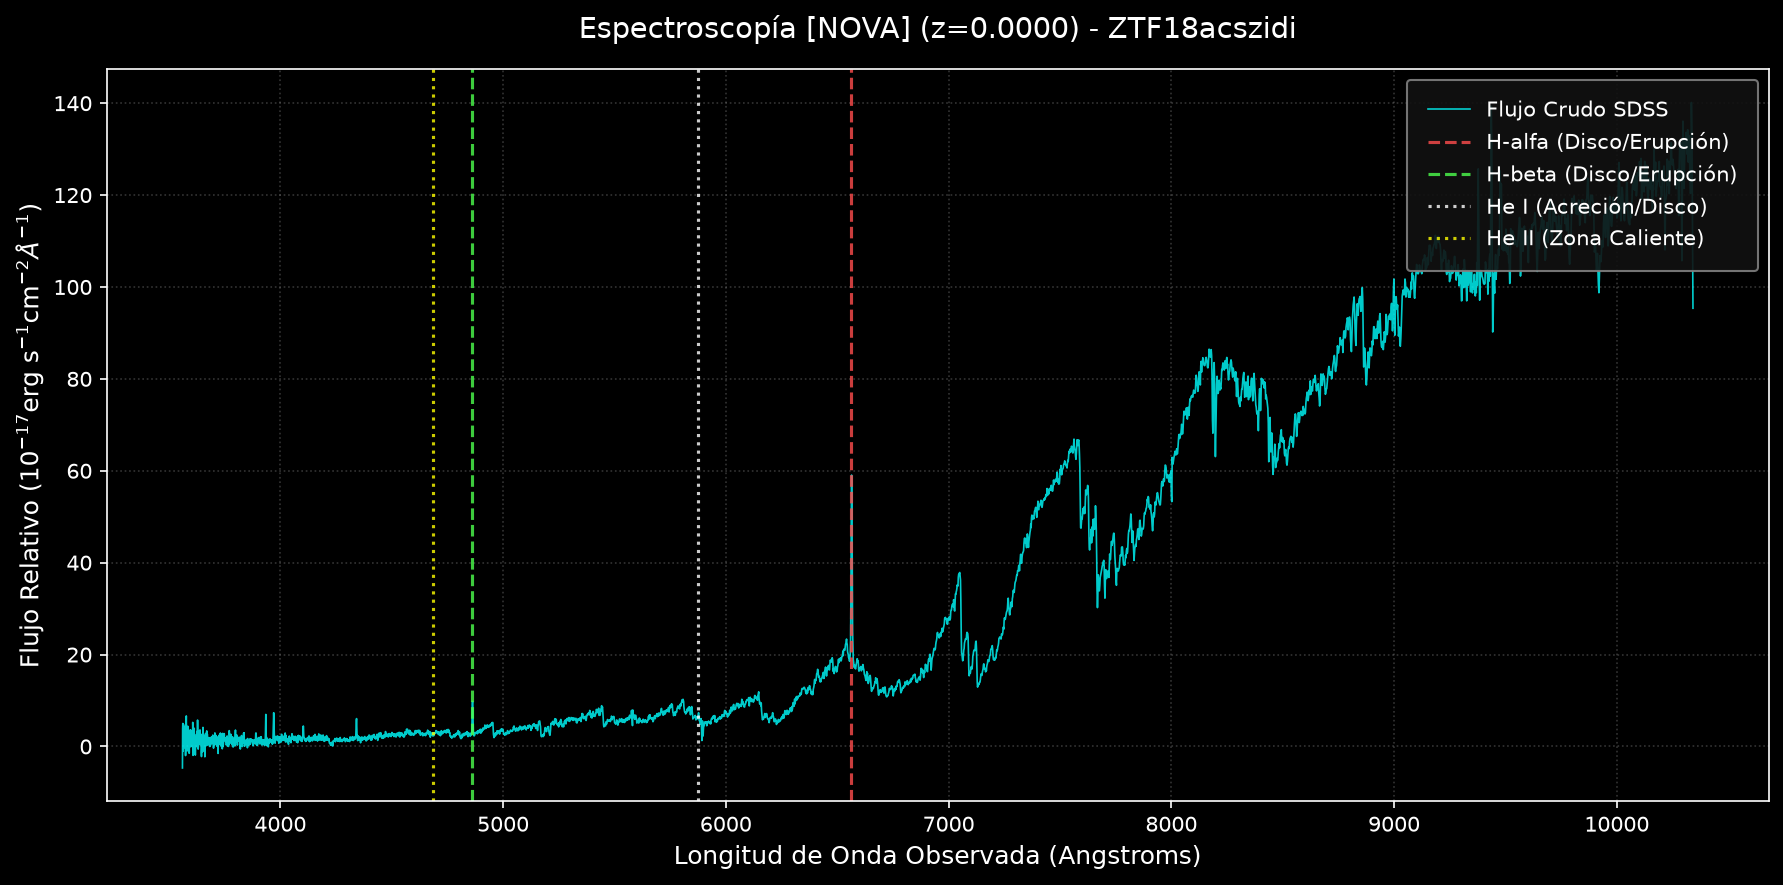 Espectroscopía [NOVA] (z=0.0000) - ZTF18acszidi
Flujo Crudo SDSS
H-alfa (Disco/Erupción)
H-beta (Disco/Erupción)
He I (Acreción/Disco)
He II (Zona Caliente)
140
120
100
80
60
40
20
0
Flujo Relativo (10⁻¹⁷erg s⁻¹cm⁻²Å⁻¹)
4000 5000 6000 7000 8000 9000 10000
Longitud de Onda Observada (Angstroms)